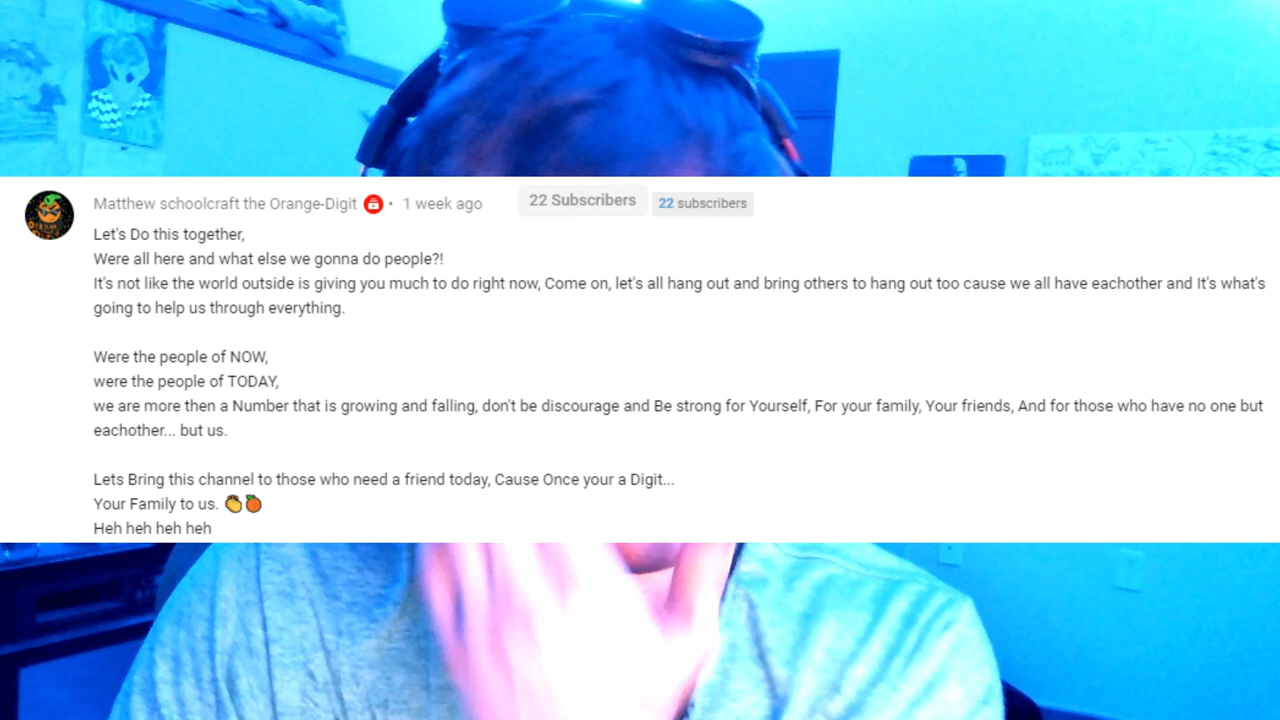 Matthew schoolcraft the Orange-Digit • 1 week ago 22 Subscribers 22 subscribers
Let's Do this together,
Were all here and what else we gonna do people?!
It's not like the world outside is giving you much to do right now, Come on, let's all hang out and bring others to hang out too cause we all have eachother and It's what's
going to help us through everything.
Were the people of NOW,
were the people of TODAY,
we are more then a Number that is growing and falling, don't be discourage and Be strong for Yourself, For your family, Your friends, And for those who have no one but
eachother... but us.
Lets Bring this channel to those who need a friend today, Cause Once your a Digit...
Your Family to us. 👏🍊
Heh heh heh heh